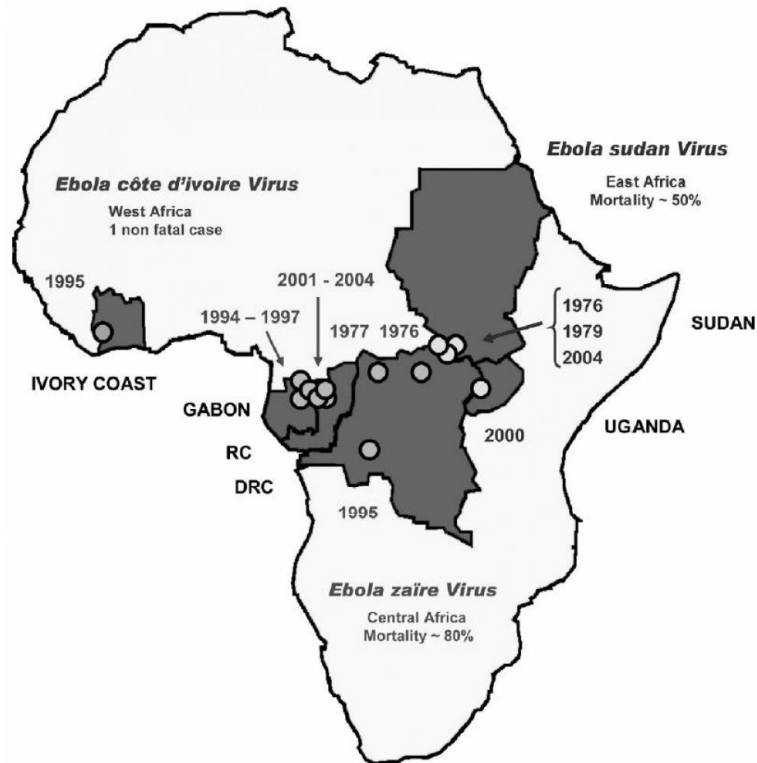 Ebola sudan Virus
East Africa
Mortality ~ 50%
Ebola côte d'ivoire Virus
West Africa
1 non fatal case
2001 - 2004
1995
1994 – 1997
1977 1976
1976
1979
2004
SUDAN
IVORY COAST
GABON
UGANDA
2000
RC
DRC
1995
Ebola zaïre Virus
Central Africa
Mortality ~ 80%